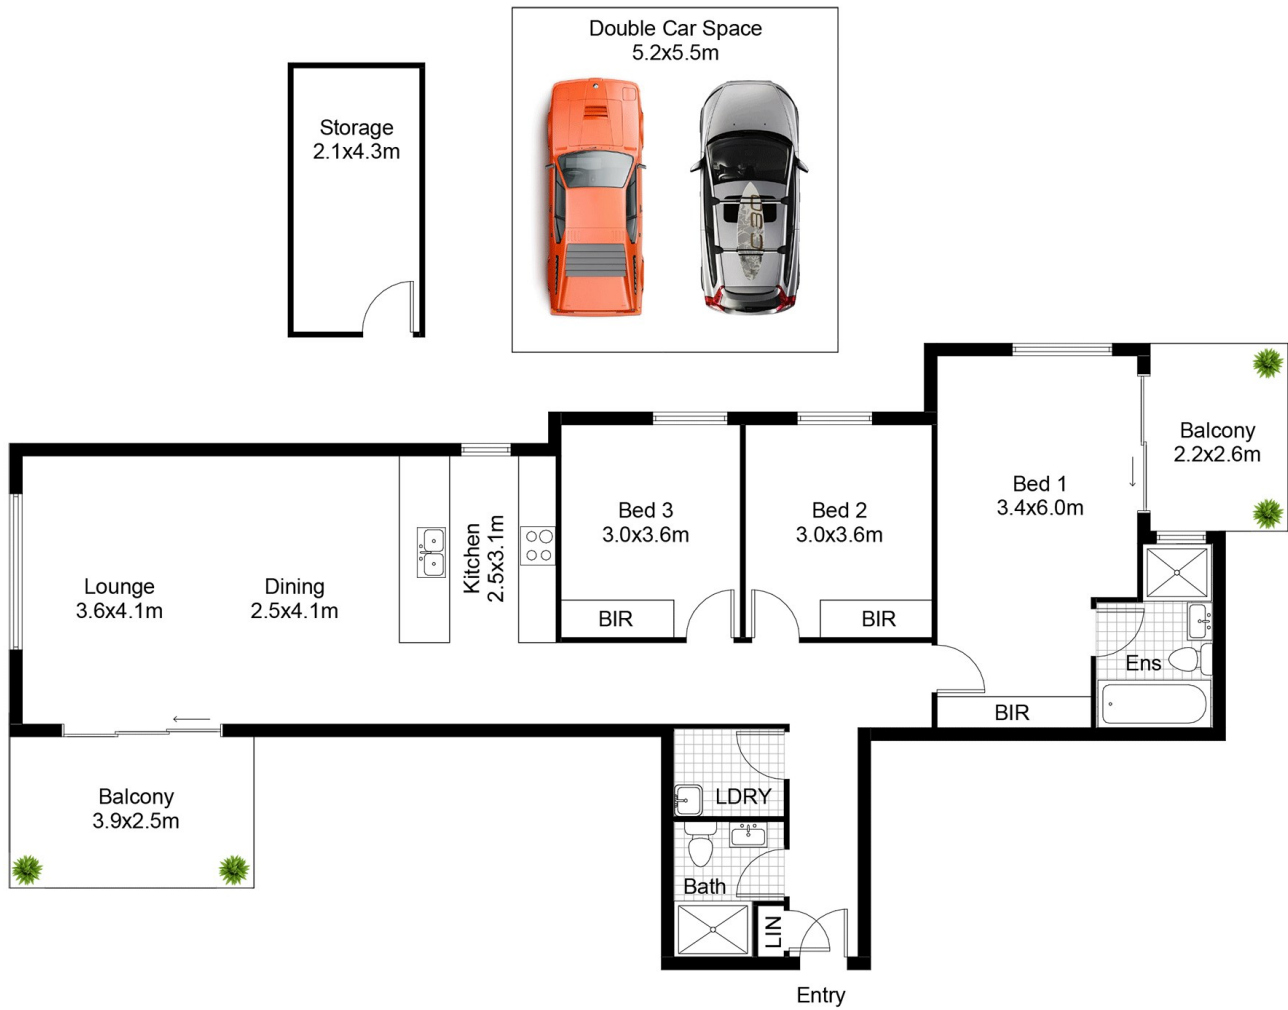 Double Car Space
5.2x5.5m
Storage
2.1x4.3m
Balcony
2.2x2.6m
Bed 1
3.4x6.0m
Bed 3
3.0x3.6m
Bed 2
3.0x3.6m
Kitchen
2.5x3.1m
Lounge
3.6x4.1m
Dining
2.5x4.1m
BIR
BIR
Ens
BIR
Balcony
3.9x2.5m
LDRY
Bath
LIN
Entry